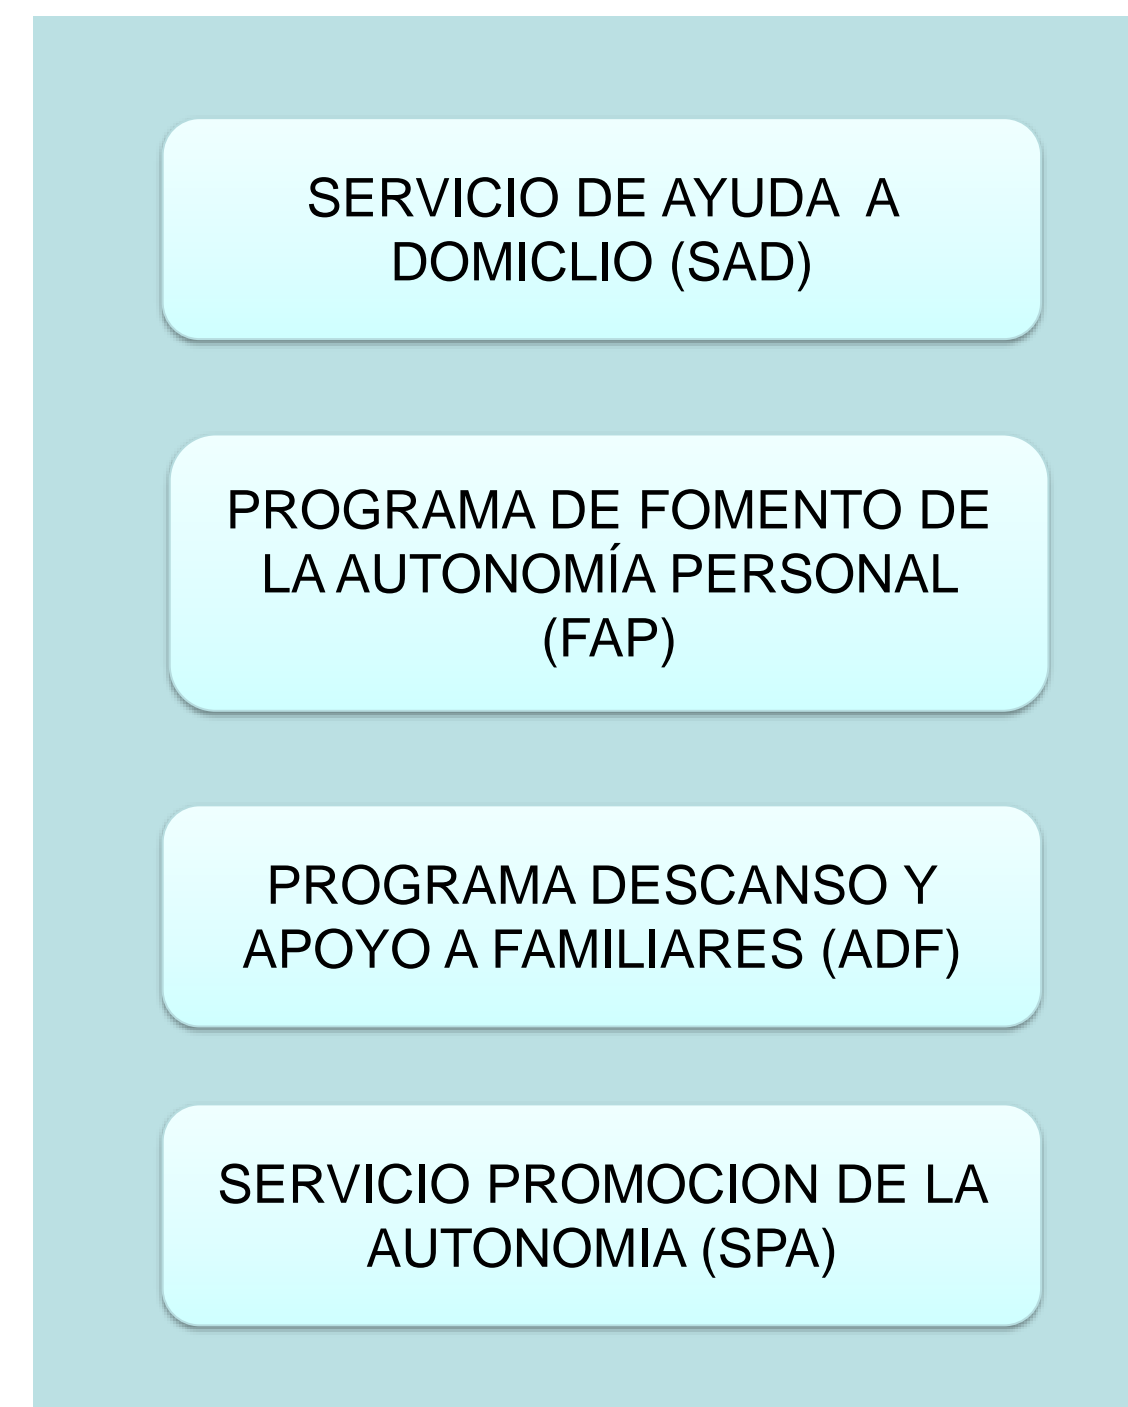 SERVICIO DE AYUDA  A
DOMICLIO (SAD)
PROGRAMA DE FOMENTO DE
LA AUTONOMÍA PERSONAL
(FAP)
PROGRAMA DESCANSO Y
APOYO A FAMILIARES (ADF)
SERVICIO PROMOCION DE LA
AUTONOMIA (SPA)